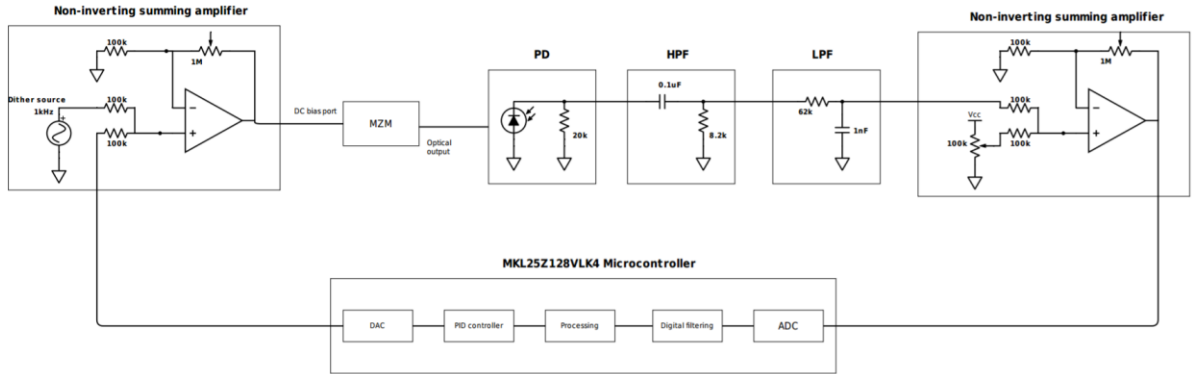 Non-inverting summing amplifier
100k
1M
Dither source
1kHz
100k
100k
DC bias port
MZM
Optical
output
PD
20k
HPF
0.1uF
8.2k
LPF
62k
1nF
Non-inverting summing amplifier
100k
1M
100k
Vcc
100k
100k
MKL25Z128VLK4 Microcontroller
DAC
PID controller
Processing
Digital filtering
ADC